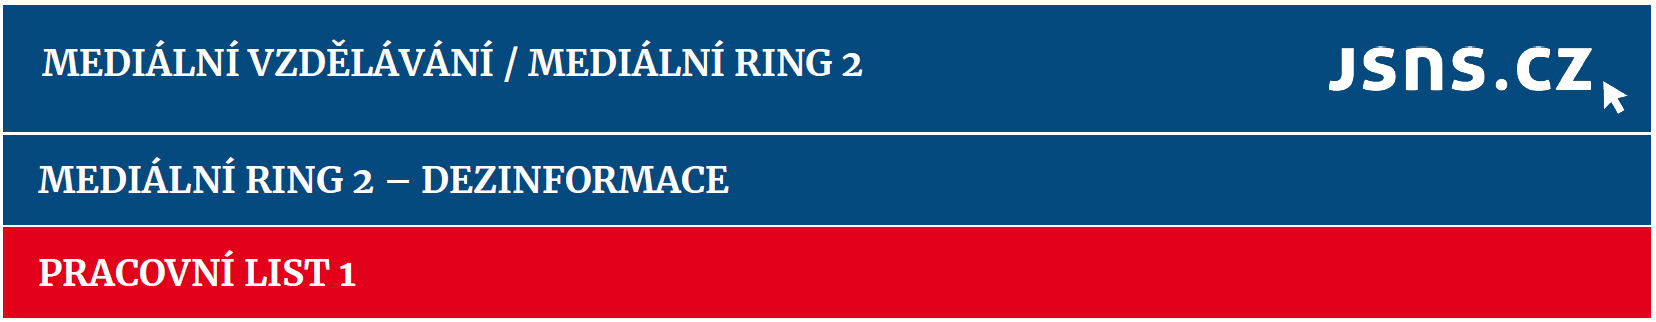 MEDIÁLNÍ VZDĚLÁVÁNÍ / MEDIÁLNÍ RING 2
JSNS.CZ
MEDIÁLNÍ RING 2 – DEZINFORMACE
PRACOVNÍ LIST 1